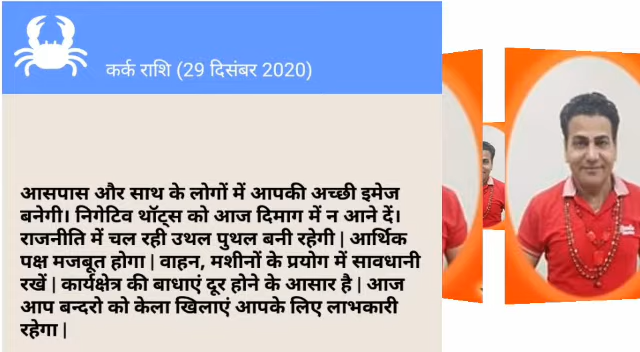 कर्क राशि (29 दिसंबर 2020)
आसपास और साथ के लोगों में आपकी अच्छी इमेज
बनेगी। निगेटिव थॉट्स को आज दिमाग में न आने दें।
राजनीति में चल रही उथल पुथल बनी रहेगी | आर्थिक
पक्ष मजबूत होगा | वाहन, मशीनों के प्रयोग में सावधानी
रखें | कार्यक्षेत्र की बाधाएं दूर होने के आसार है | आज
आप बन्दरो को केला खिलाएं आपके लिए लाभकारी
रहेगा |